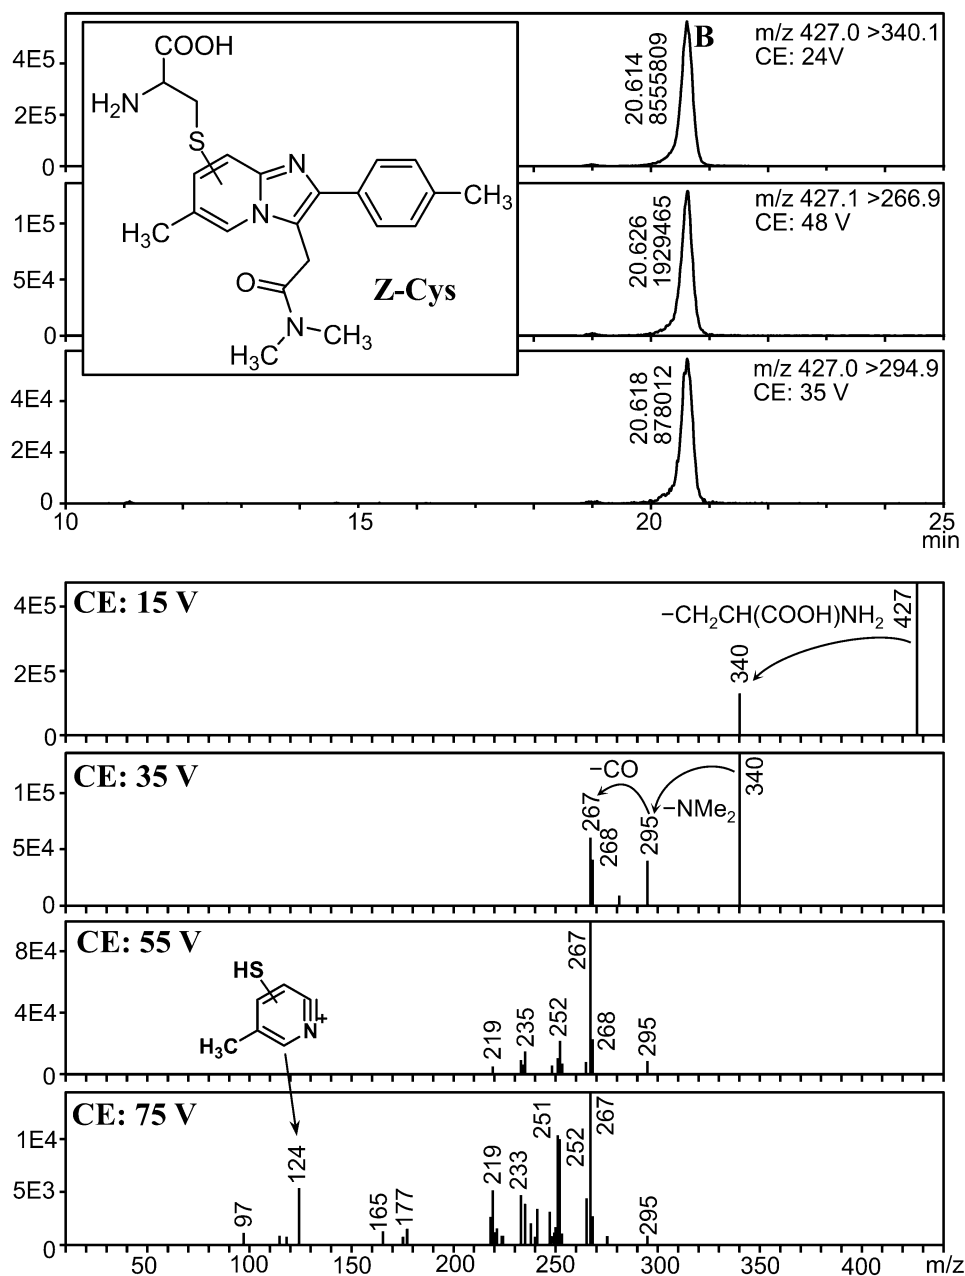 B
m/z 427.0 >340.1
CE: 24V
4E5
2E5
0
20.614
8555809
COOH
H₂N
S
N
N
CH₃
H₃C
O
N
CH₃
H₃C
Z-Cys
m/z 427.1 >266.9
CE: 48 V
1E5
5E4
0
20.626
1929465
m/z 427.0 >294.9
CE: 35 V
4E4
2E4
0
20.618
878012
10 15 20 25
min
CE: 15 V
4E5
2E5
0
−CH₂CH(COOH)NH₂
427
340
CE: 35 V
1E5
5E4
0
−CO
−NMe₂
267
268
295
340
CE: 55 V
8E4
4E4
0
HS
N
+
H₃C
219
235
252
267
268
295
CE: 75 V
1E4
5E3
0
97
124
165
177
219
233
251
252
267
295
50 100 150 200 250 300 350 400 m/z